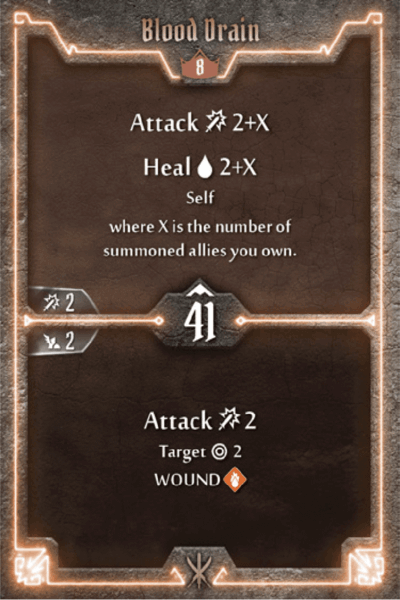 Blood Drain
8
Attack 2+X
Heal 2+X
Self
where X is the number of
summoned allies you own.
2
41
2
Attack 2
Target 2
WOUND